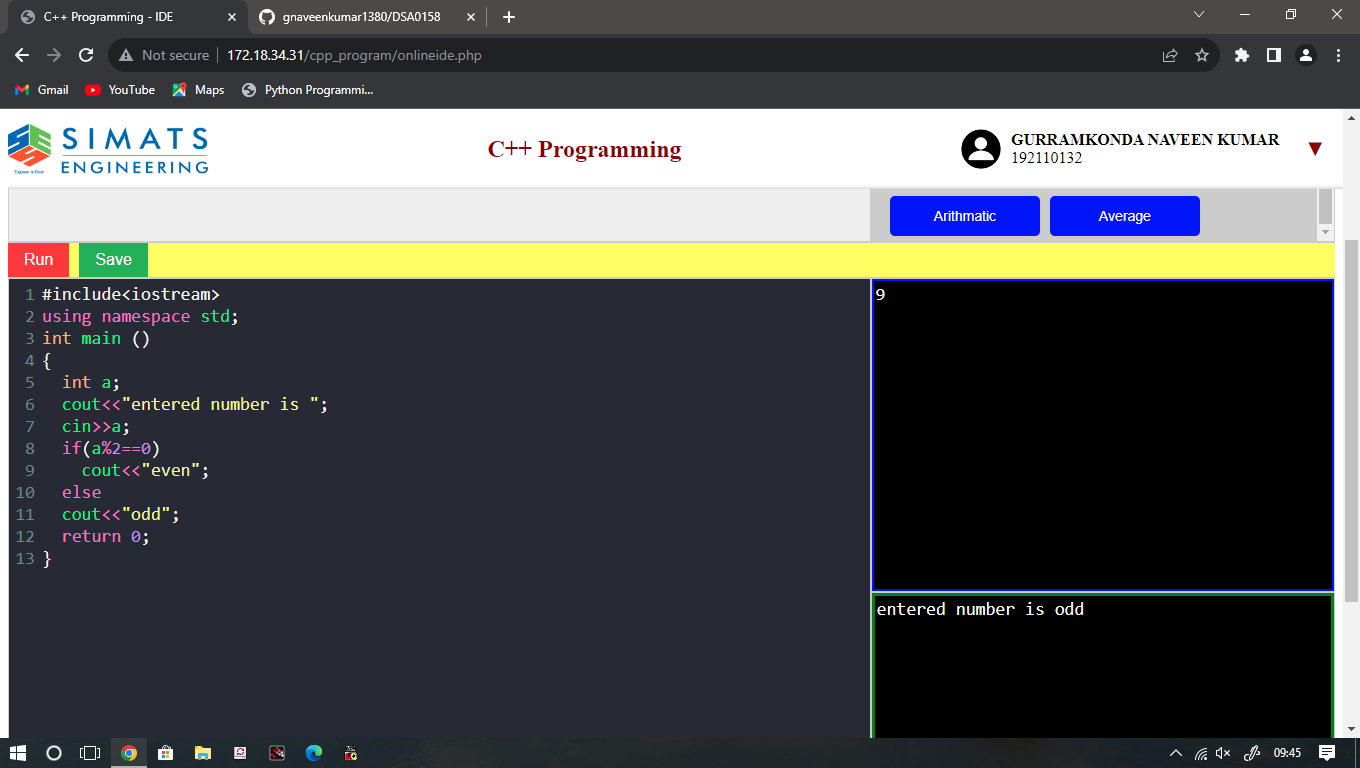 C++ Programming - IDE
gnaveenkumar1380/DSA0158
Not secure
172.18.34.31/cpp_program/onlineide.php
Gmail
YouTube
Maps
Python Programmi...
SIMATS
ENGINEERING
Engineer to Excel
C++ Programming
GURRAMKONDA NAVEEN KUMAR
192110132
Arithmatic
Average
Run
Save
1 #include<iostream>
2 using namespace std;
3 int main ()
4 {
5   int a;
6   cout<<"entered number is ";
7   cin>>a;
8   if(a%2==0)
9     cout<<"even";
10   else
11   cout<<"odd";
12   return 0;
13 }
9
entered number is odd
09:45